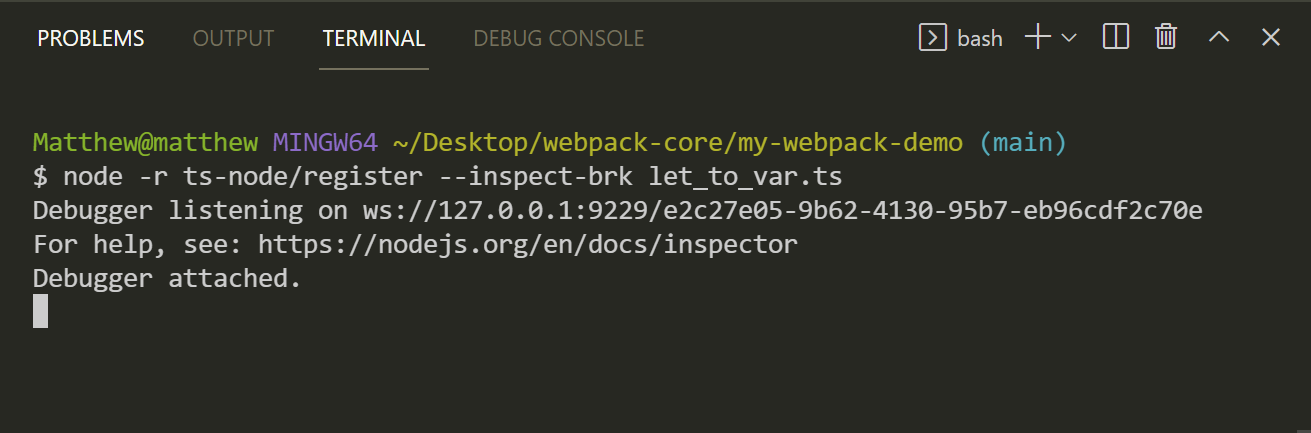 PROBLEMS OUTPUT TERMINAL DEBUG CONSOLE bash
Matthew@matthew MINGW64 ~/Desktop/webpack-core/my-webpack-demo (main)
$ node -r ts-node/register --inspect-brk let_to_var.ts
Debugger listening on ws://127.0.0.1:9229/e2c27e05-9b62-4130-95b7-eb96cdf2c70e
For help, see: https://nodejs.org/en/docs/inspector
Debugger attached.